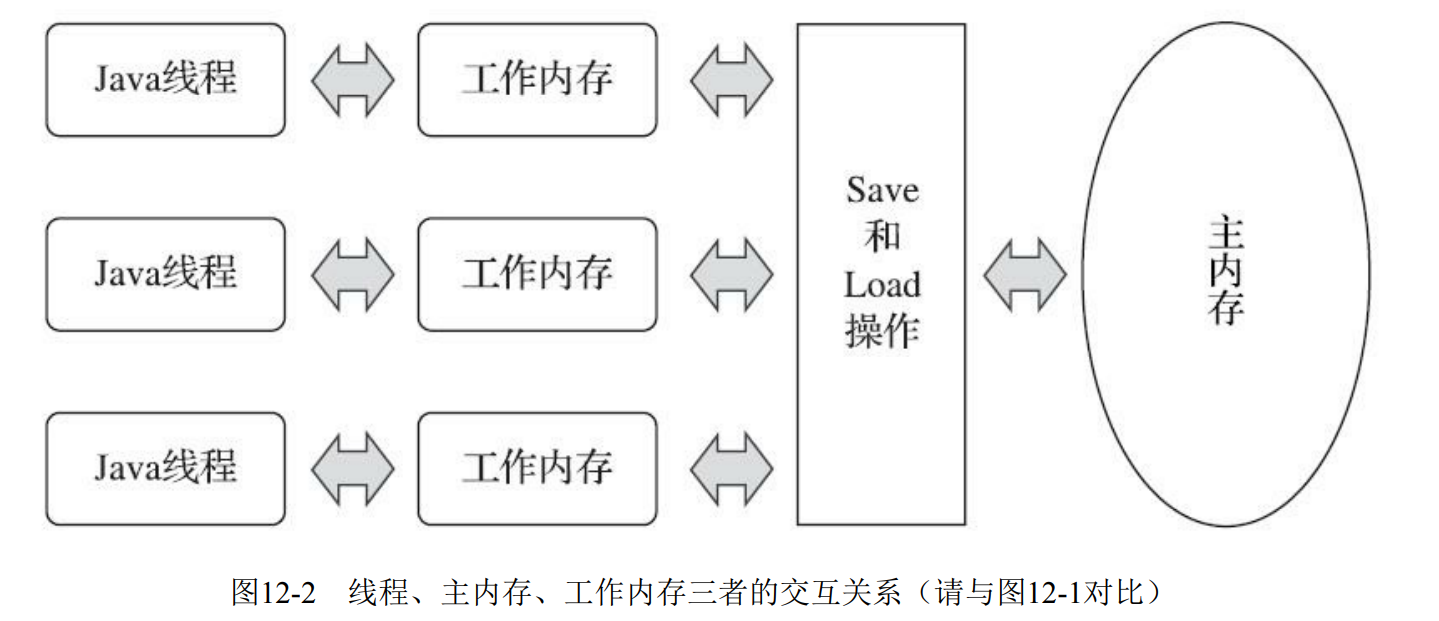 Java线程
工作内存
Java线程
工作内存
Java线程
工作内存
Save
和
Load
操作
主
内
存
图12-2 线程、主内存、工作内存三者的交互关系（请与图12-1对比）